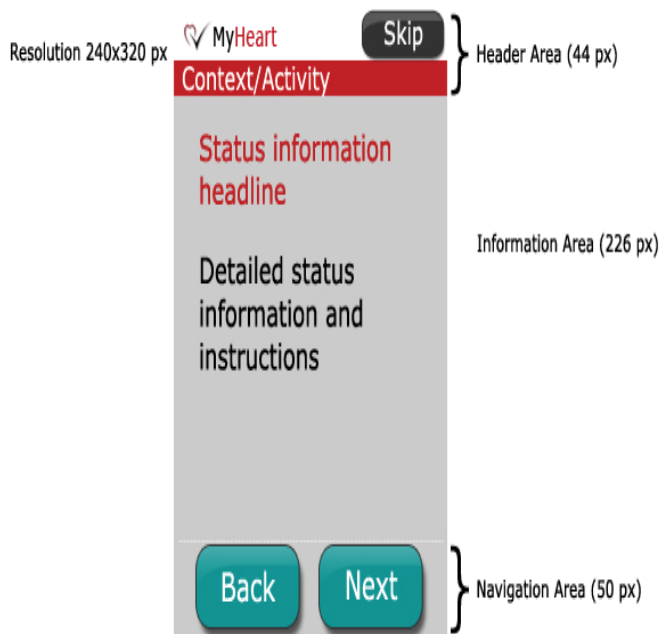 Resolution 240x320 px
MyHeart
Skip
Header Area (44 px)
Context/Activity
Status information
headline
Information Area (226 px)
Detailed status
information and
instructions
Back
Next
Navigation Area (50 px)